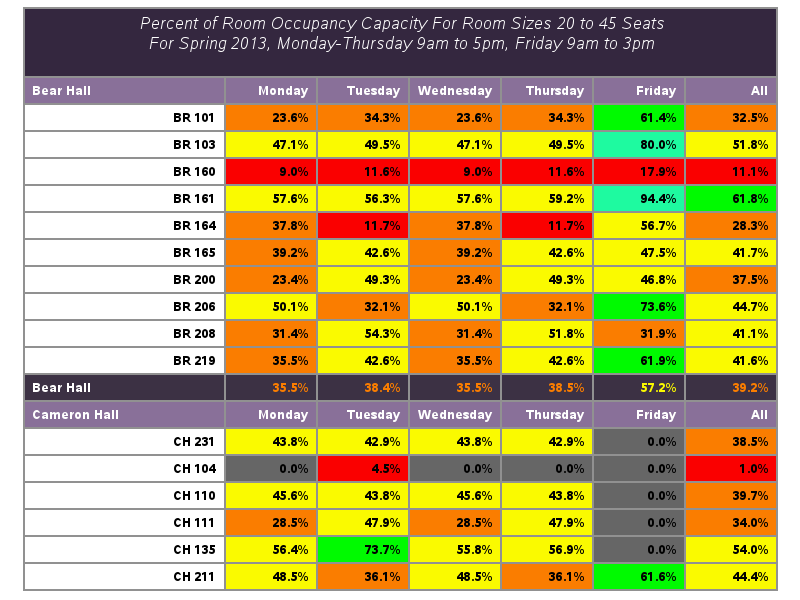 Percent of Room Occupancy Capacity For Room Sizes 20 to 45 Seats
For Spring 2013, Monday-Thursday 9am to 5pm, Friday 9am to 3pm
Bear Hall Monday Tuesday Wednesday Thursday Friday All
BR 101 23.6% 34.3% 23.6% 34.3% 61.4% 32.5%
BR 103 47.1% 49.5% 47.1% 49.5% 80.0% 51.8%
BR 160 9.0% 11.6% 9.0% 11.6% 17.9% 11.1%
BR 161 57.6% 56.3% 57.6% 59.2% 94.4% 61.8%
BR 164 37.8% 11.7% 37.8% 11.7% 56.7% 28.3%
BR 165 39.2% 42.6% 39.2% 42.6% 47.5% 41.7%
BR 200 23.4% 49.3% 23.4% 49.3% 46.8% 37.5%
BR 206 50.1% 32.1% 50.1% 32.1% 73.6% 44.7%
BR 208 31.4% 54.3% 31.4% 51.8% 31.9% 41.1%
BR 219 35.5% 42.6% 35.5% 42.6% 61.9% 41.6%
Bear Hall 35.5% 38.4% 35.5% 38.5% 57.2% 39.2%
Cameron Hall Monday Tuesday Wednesday Thursday Friday All
CH 231 43.8% 42.9% 43.8% 42.9% 0.0% 38.5%
CH 104 0.0% 4.5% 0.0% 0.0% 0.0% 1.0%
CH 110 45.6% 43.8% 45.6% 43.8% 0.0% 39.7%
CH 111 28.5% 47.9% 28.5% 47.9% 0.0% 34.0%
CH 135 56.4% 73.7% 55.8% 56.9% 0.0% 54.0%
CH 211 48.5% 36.1% 48.5% 36.1% 61.6% 44.4%